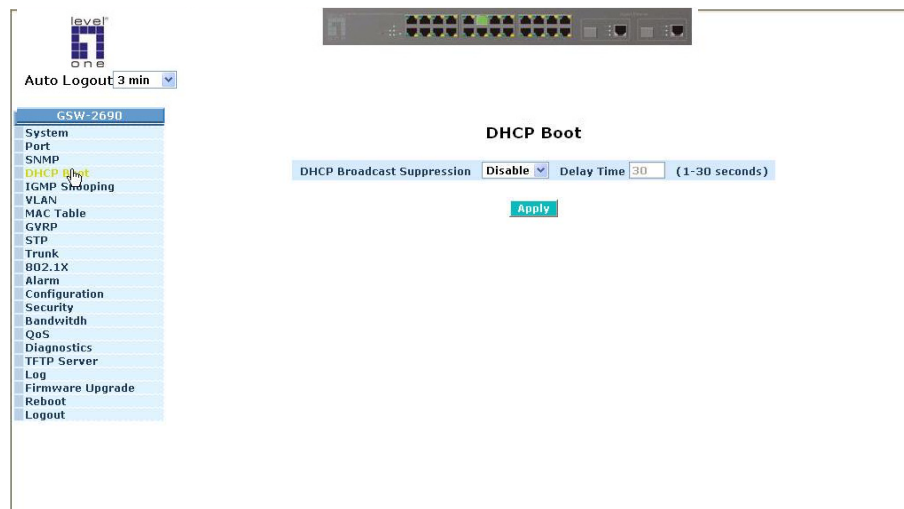 level
one
Auto Logout 3 min
GSW-2690
System
Port
SNMP
DHCP Boot
IGMP Snooping
VLAN
MAC Table
GVRP
STP
Trunk
802.1X
Alarm
Configuration
Security
Bandwitdh
QoS
Diagnostics
TFTP Server
Log
Firmware Upgrade
Reboot
Logout
DHCP Boot
DHCP Broadcast Suppression Disable Delay Time 30 (1-30 seconds)
Apply